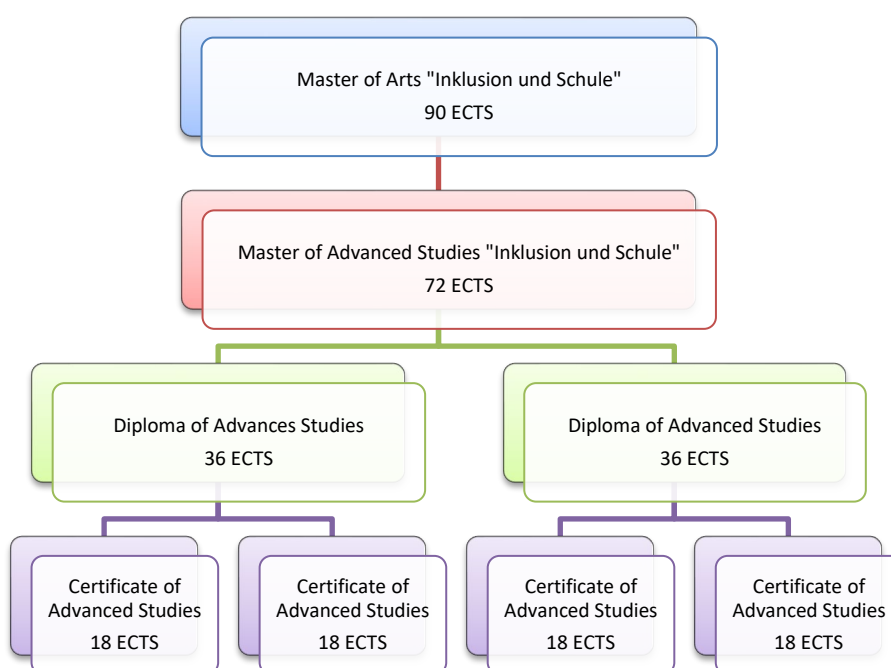 Master of Arts "Inklusion und Schule"
90 ECTS
Master of Advanced Studies "Inklusion und Schule"
72 ECTS
Diploma of Advances Studies
36 ECTS
Diploma of Advanced Studies
36 ECTS
Certificate of
Advanced Studies
18 ECTS
Certificate of
Advanced Studies
18 ECTS
Certificate of
Advanced Studies
18 ECTS
Certificate of
Advanced Studies
18 ECTS